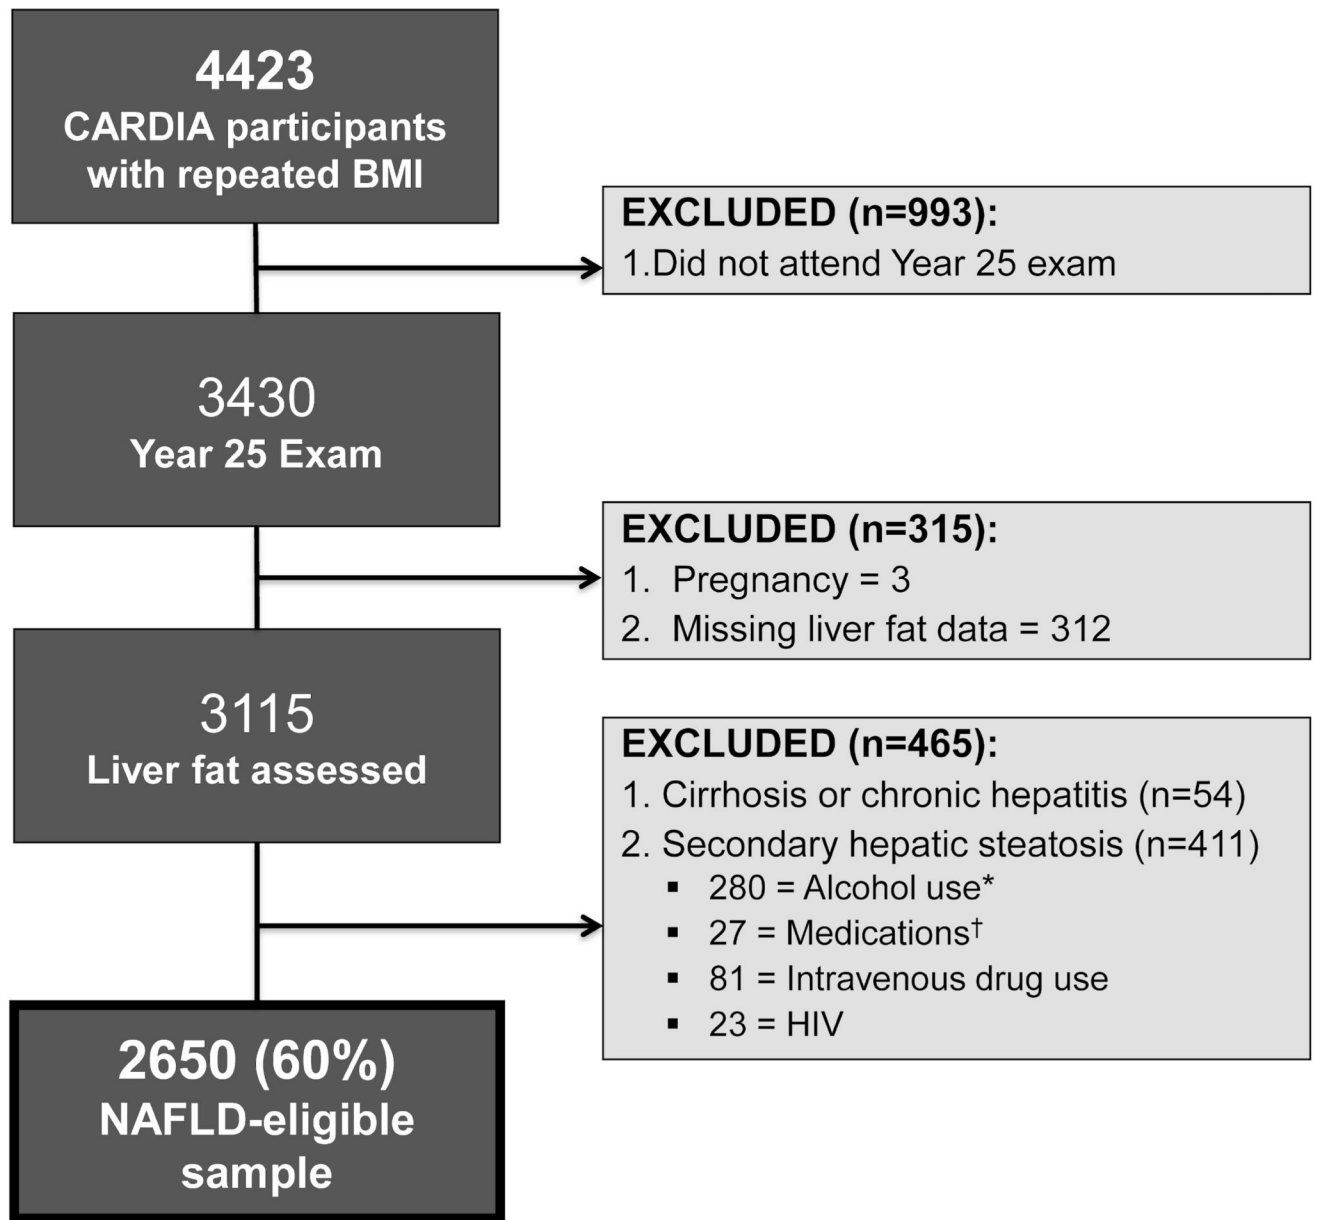 4423
CARDIA participants
with repeated BMI
EXCLUDED (n=993):
1.Did not attend Year 25 exam
3430
Year 25 Exam
EXCLUDED (n=315):
1. Pregnancy = 3
2. Missing liver fat data = 312
3115
Liver fat assessed
EXCLUDED (n=465):
1. Cirrhosis or chronic hepatitis (n=54)
2. Secondary hepatic steatosis (n=411)
▪ 280 = Alcohol use*
▪ 27 = Medications†
▪ 81 = Intravenous drug use
▪ 23 = HIV
2650 (60%)
NAFLD-eligible
sample